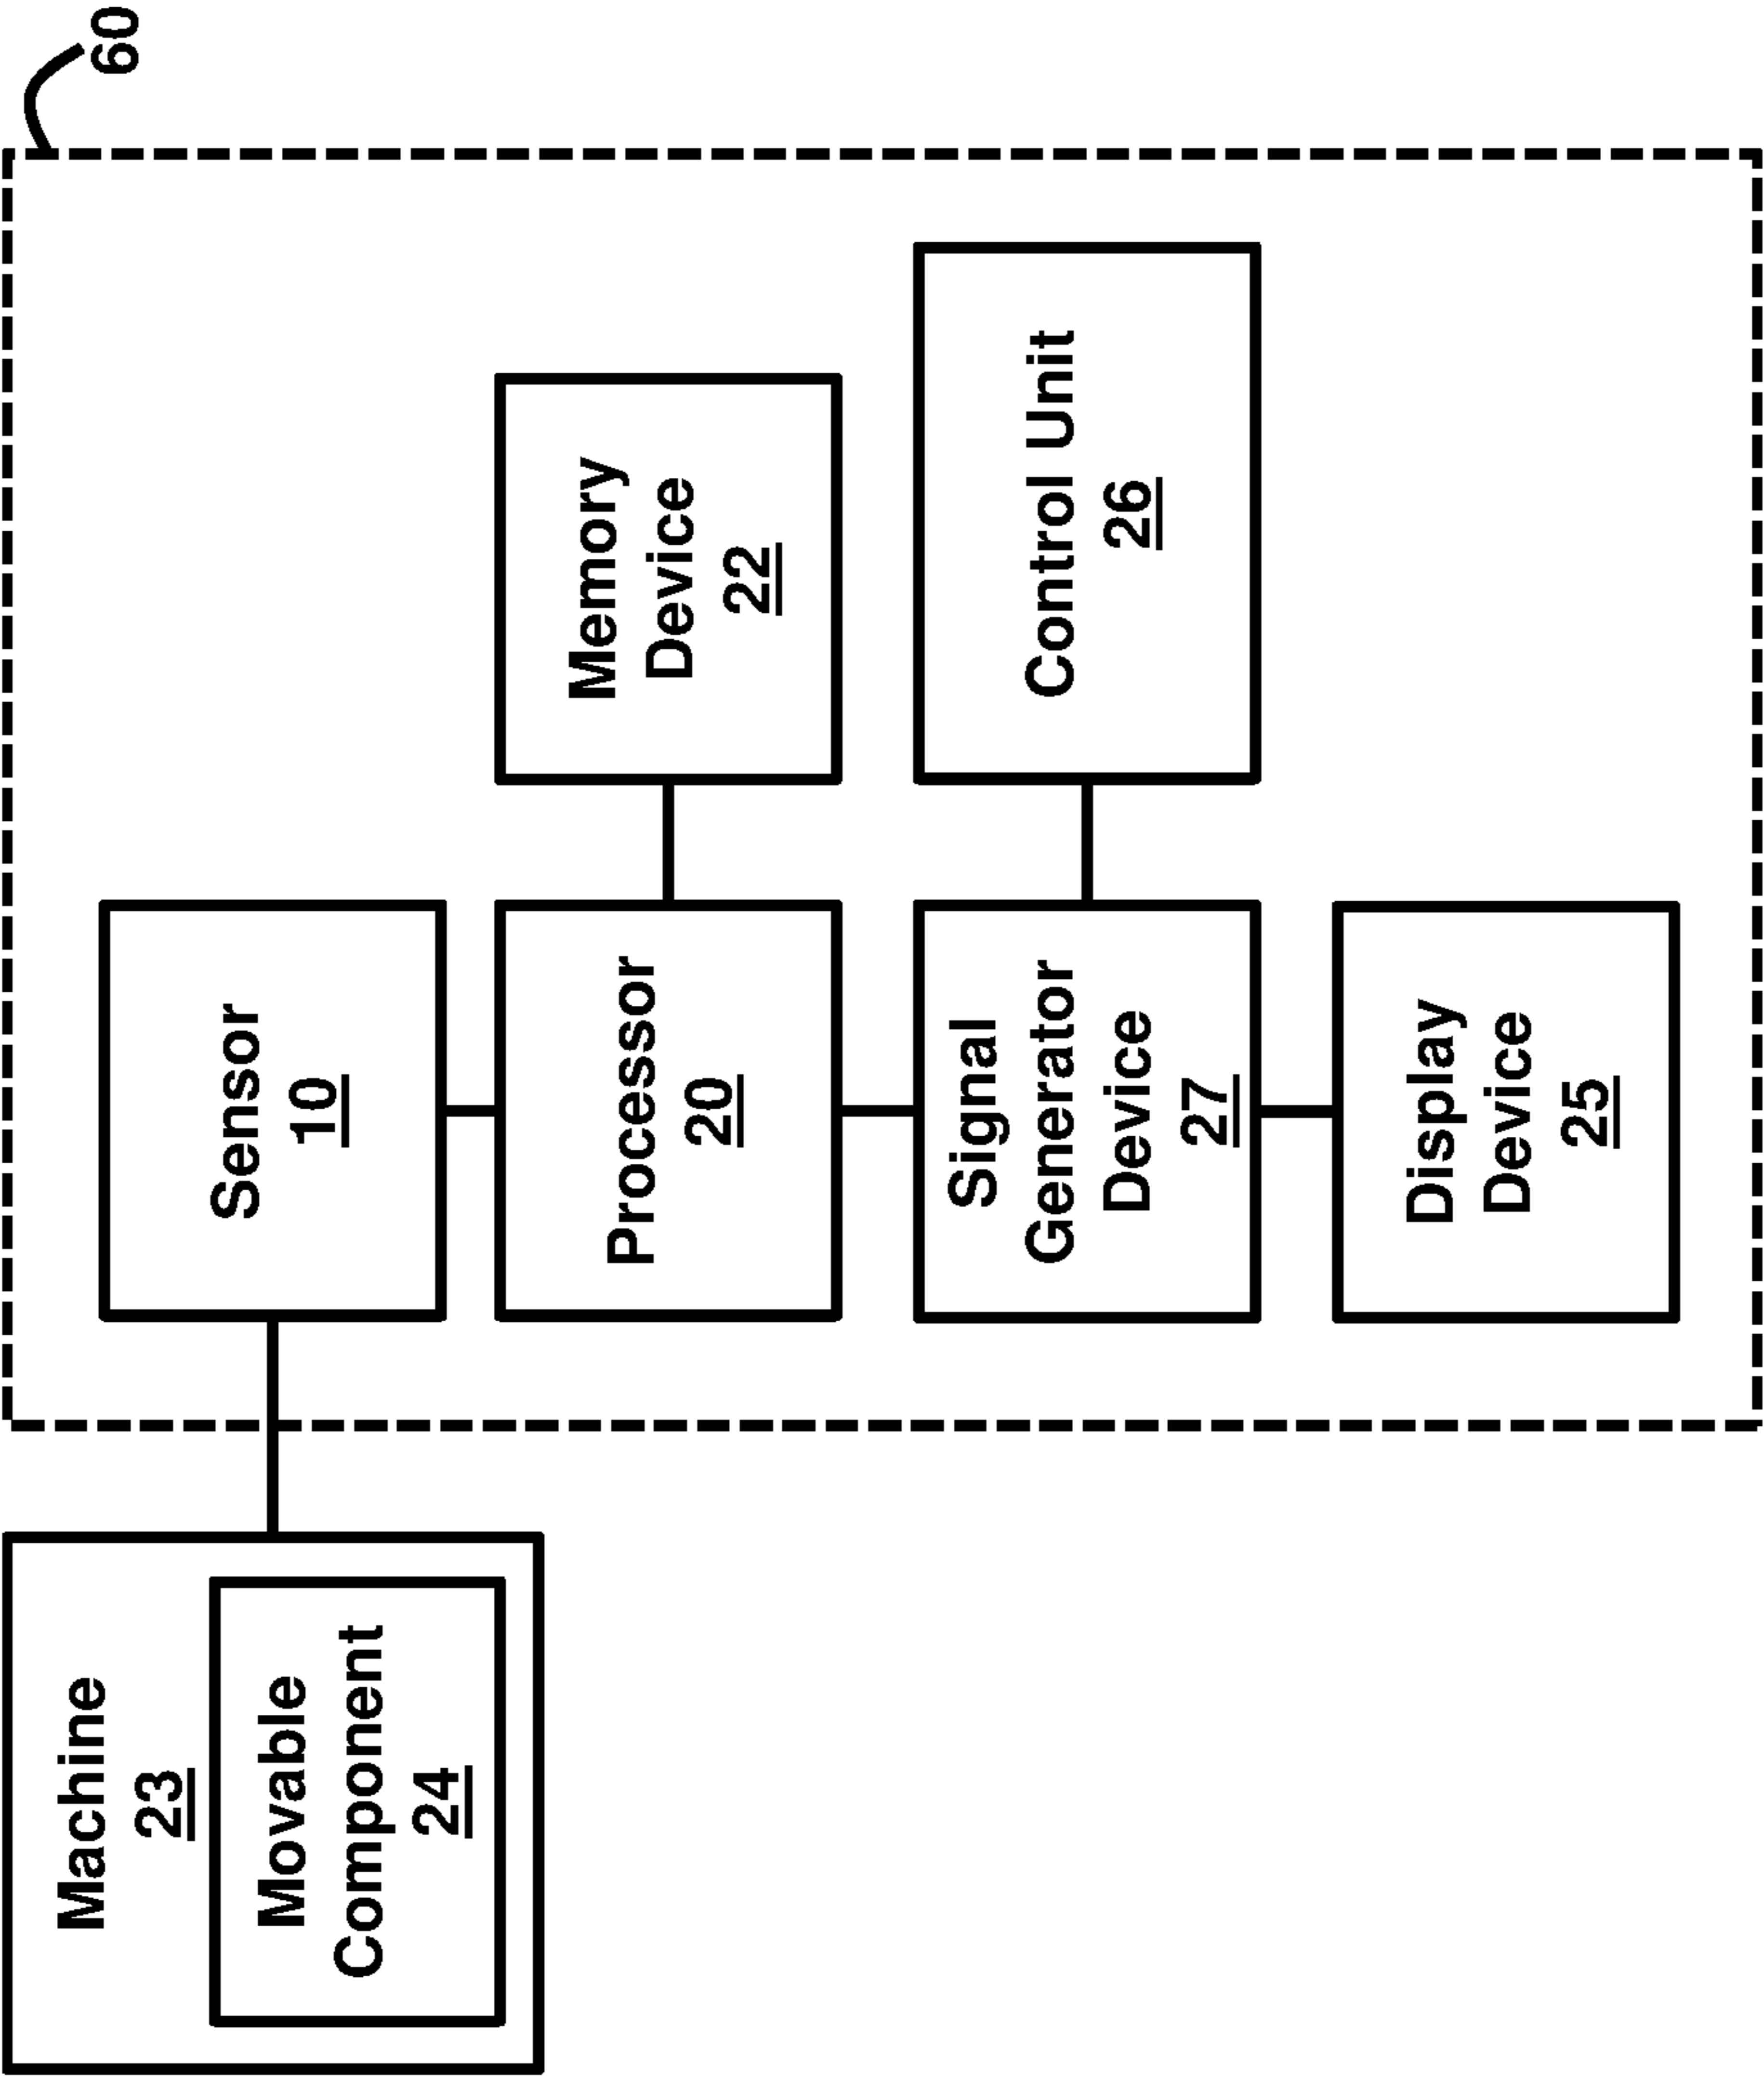 60
Machine
23
Movable
Component
24
Sensor
10
Processor
20
Memory
Device
22
Signal
Generator
Device
27
Control Unit
26
Display
Device
25